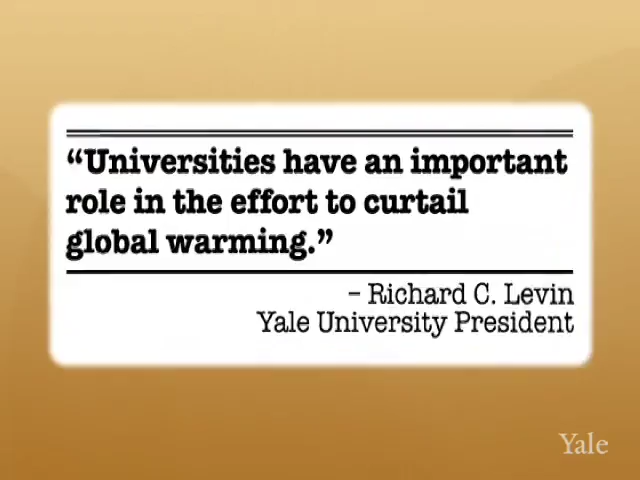 “Universities have an important
role in the effort to curtail
global warming.”
– Richard C. Levin
Yale University President
Yale